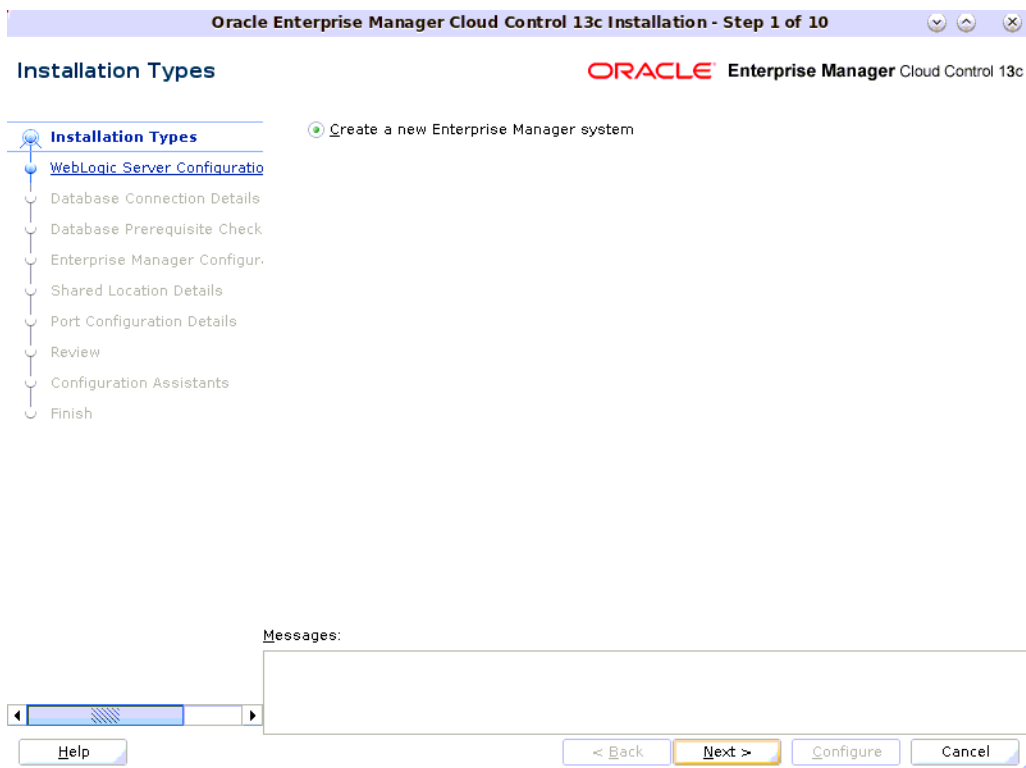 Oracle Enterprise Manager Cloud Control 13c Installation - Step 1 of 10
Installation Types
ORACLE Enterprise Manager Cloud Control 13c
Installation Types
WebLogic Server Configuratio
Database Connection Details
Database Prerequisite Check
Enterprise Manager Configur
Shared Location Details
Port Configuration Details
Review
Configuration Assistants
Finish
Create a new Enterprise Manager system
Messages:
Help
< Back
Next >
Configure
Cancel